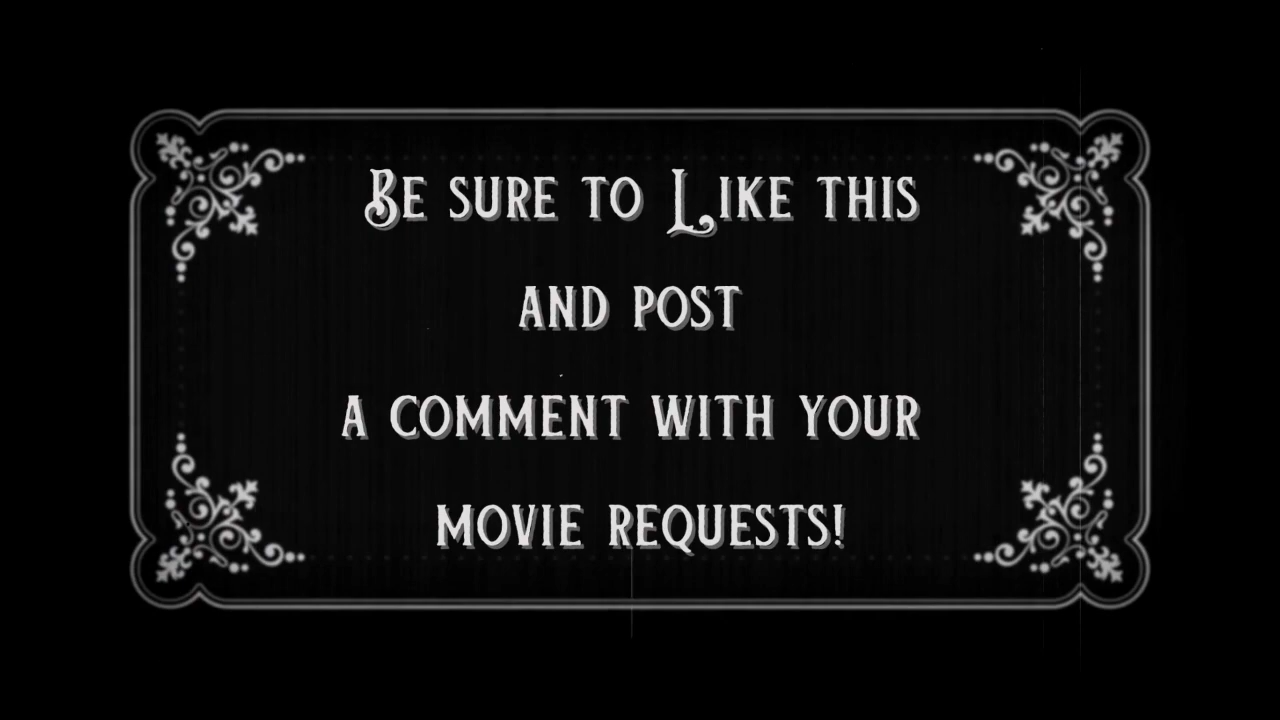 Be sure to Like this
and post
a comment with your
movie requests!